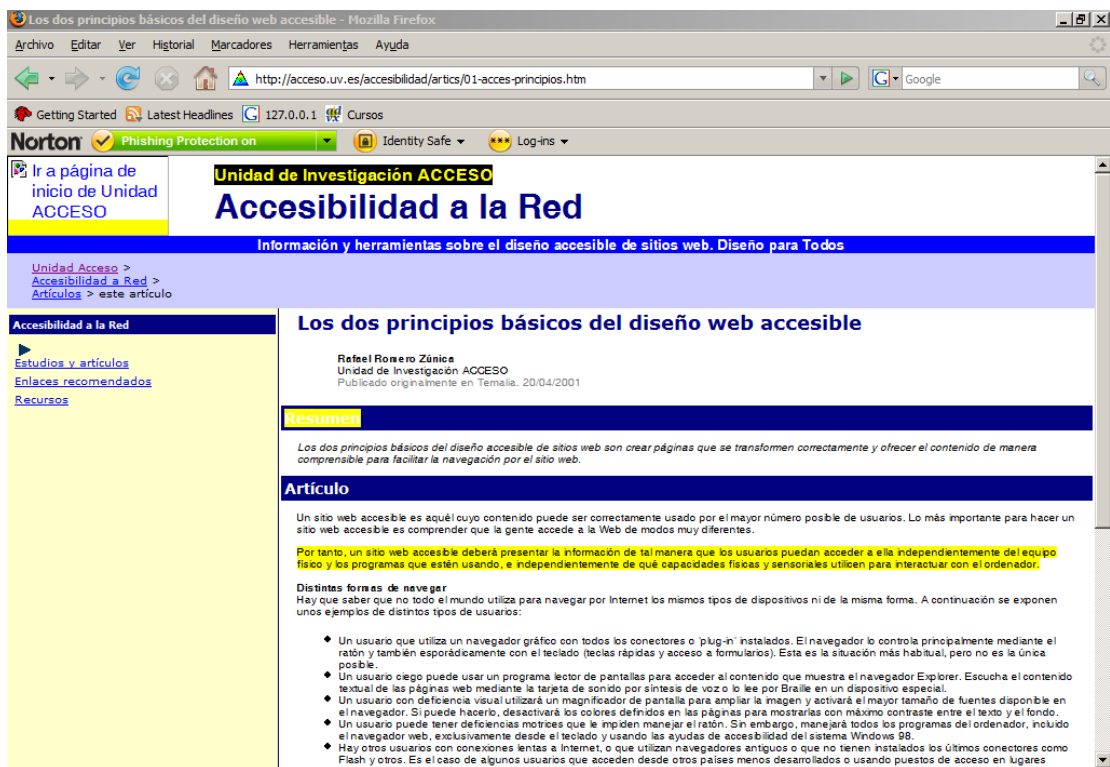 Los dos principios básicos del diseño web accesible - Mozilla Firefox
Archivo Editar Ver Historial Marcadores Herramientas Ayuda
http://acceso.uv.es/accesibilidad/artics/01-acces-principios.htm
G Google
Getting Started Latest Headlines G 127.0.0.1 Cursos
Norton Phishing Protection on Identity Safe Log-ins
Ir a página de
inicio de Unidad
ACCESO
Unidad de Investigación ACCESO
Accesibilidad a la Red
Información y herramientas sobre el diseño accesible de sitios web. Diseño para Todos
Unidad Acceso >
Accesibilidad a Red >
Artículos > este artículo
Accesibilidad a la Red
Estudios y artículos
Enlaces recomendados
Recursos
Los dos principios básicos del diseño web accesible
Rafael Romero Zúnica
Unidad de Investigación ACCESO
Publicado originalmente en Temalia. 20/04/2001
Resumen
Los dos principios básicos del diseño accesible de sitios web son crear páginas que se transformen correctamente y ofrecer el contenido de manera
comprensible para facilitar la navegación por el sitio web.
Artículo
Un sitio web accesible es aquél cuyo contenido puede ser correctamente usado por el mayor número posible de usuarios. Lo más importante para hacer un
sitio web accesible es comprender que la gente accede a la Web de modos muy diferentes.
Por tanto, un sitio web accesible deberá presentar la información de tal manera que los usuarios puedan acceder a ella independientemente del equipo
físico y los programas que estén usando, e independientemente de qué capacidades físicas y sensoriales utilicen para interactuar con el ordenador.
Distintas formas de navegar
Hay que saber que no todo el mundo utiliza para navegar por Internet los mismos tipos de dispositivos ni de la misma forma. A continuación se exponen
unos ejemplos de distintos tipos de usuarios:
Un usuario que utiliza un navegador gráfico con todos los conectores o 'plug-in' instalados. El navegador lo controla principalmente mediante el
ratón y también esporádicamente con el teclado (teclas rápidas y acceso a formularios). Esta es la situación más habitual, pero no es la única
posible.
Un usuario ciego puede usar un programa lector de pantallas para acceder al contenido que muestra el navegador Explorer. Escucha el contenido
textual de las páginas web mediante la tarjeta de sonido por síntesis de voz o lo lee por Braille en un dispositivo especial.
Un usuario con deficiencia visual utilizará un magnificador de pantalla para ampliar la imagen y activará el mayor tamaño de fuentes disponible en
el navegador. Si puede hacerlo, desactivará los colores definidos en las páginas para mostrarlas con máximo contraste entre el texto y el fondo.
Un usuario puede tener deficiencias motrices que le impiden manejar el ratón. Sin embargo, manejará todos los programas del ordenador, incluido
el navegador web, exclusivamente desde el teclado y usando las ayudas de accesibilidad del sistema Windows 98.
Hay otros usuarios con conexiones lentas a Internet, o que utilizan navegadores antiguos o que no tienen instalados los últimos conectores como
Flash y otros. Es el caso de algunos usuarios que acceden desde otros países menos desarrollados o usando puestos de acceso en lugares